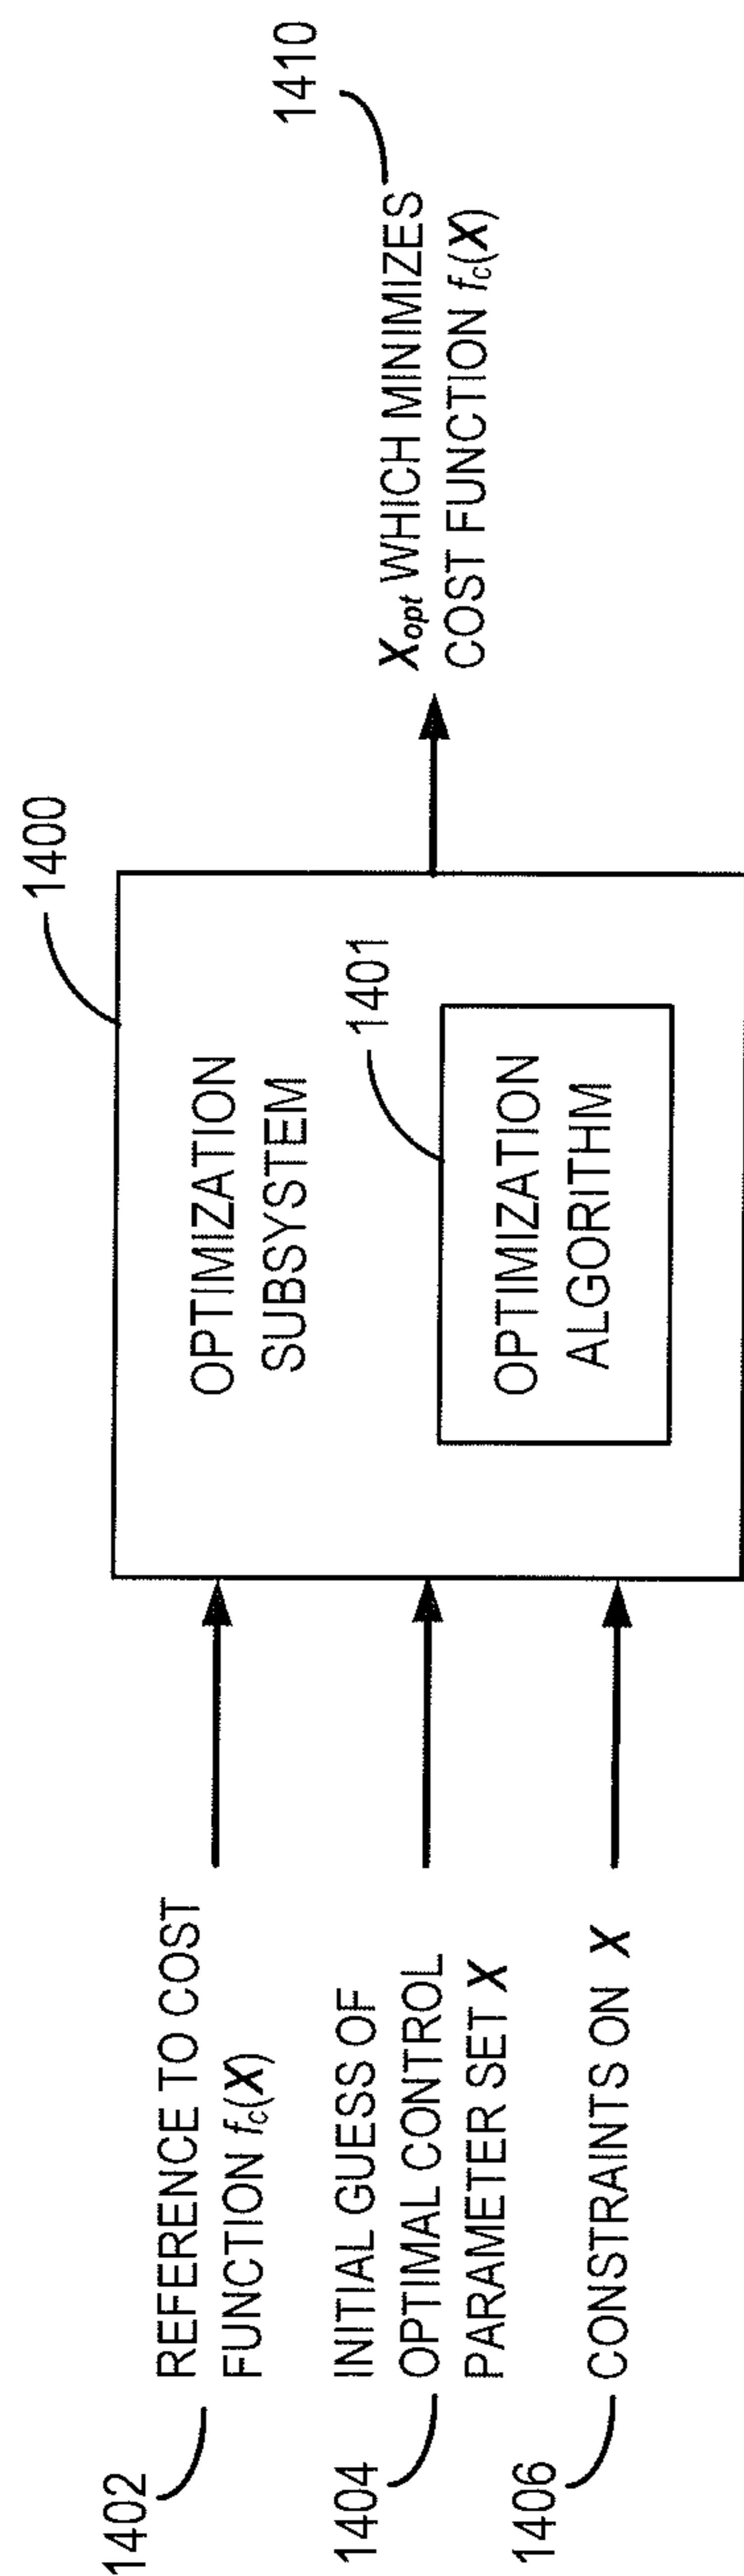 1402
REFERENCE TO COST
FUNCTION fc(X)
1404
INITIAL GUESS OF
OPTIMAL CONTROL
PARAMETER SET X
1406
CONSTRAINTS ON X
1400
OPTIMIZATION
SUBSYSTEM
1401
OPTIMIZATION
ALGORITHM
1410
Xopt WHICH MINIMIZES
COST FUNCTION fc(X)